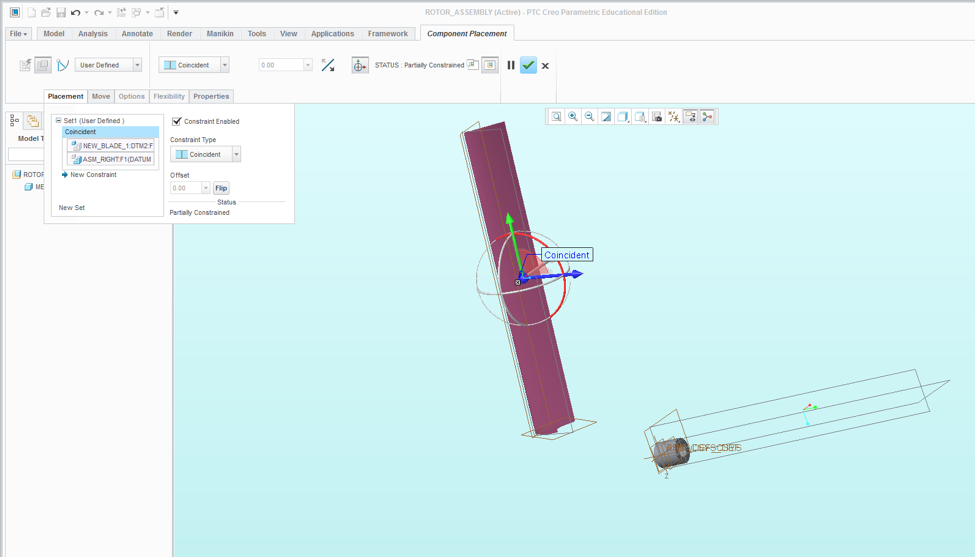 ROTOR_ASSEMBLY (Active) - PTC Creo Parametric Educational Edition
File Model Analysis Annotate Render Manikin Tools View Applications Framework Component Placement
User Defined Coincident 0.00 STATUS : Partially Constrained
Placement Move Options Flexibility Properties
Set1 (User Defined )
Coincident
NEW_BLADE_1:DTM2:F
ASM_RIGHT:F1(DATUM
New Constraint
New Set
Constraint Enabled
Constraint Type
Coincident
Offset
0.00 Flip
Status
Partially Constrained
Model T
ROTOR
ME
Coincident
Z